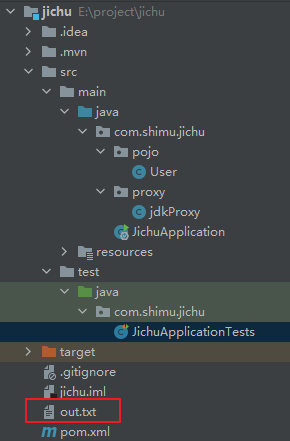 jichu E:\project\jichu
.idea
.mvn
src
main
java
com.shimu.jichu
pojo
User
proxy
jdkProxy
JichuApplication
resources
test
java
com.shimu.jichu
JichuApplicationTests
target
.gitignore
jichu.iml
out.txt
pom.xml